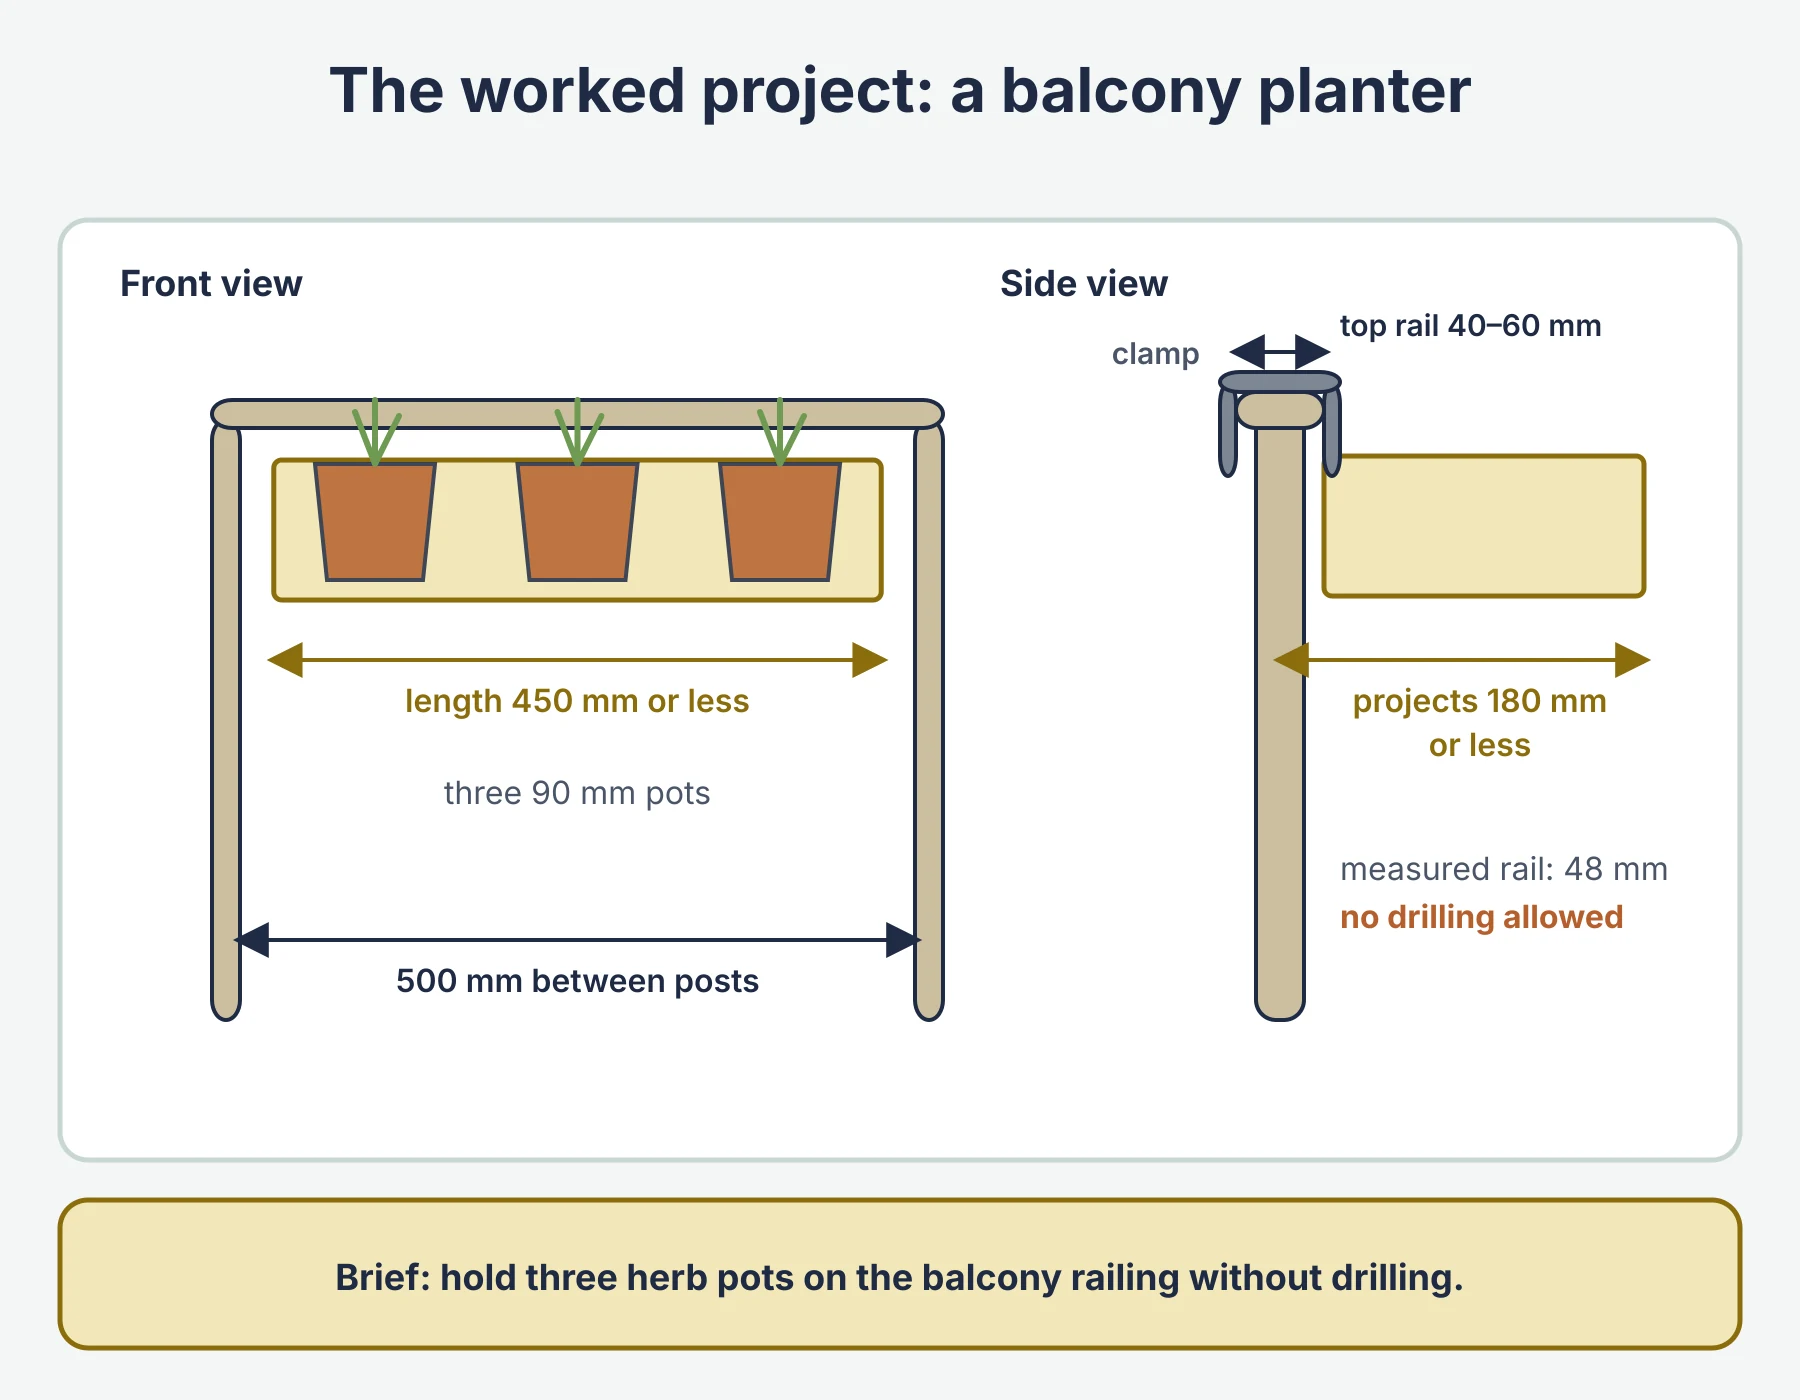 The worked project: a balcony planter
Front view
length 450 mm or less
three 90 mm pots
500 mm between posts
Side view
top rail 40–60 mm
clamp
projects 180 mm
or less
measured rail: 48 mm
no drilling allowed
Brief: hold three herb pots on the balcony railing without drilling.